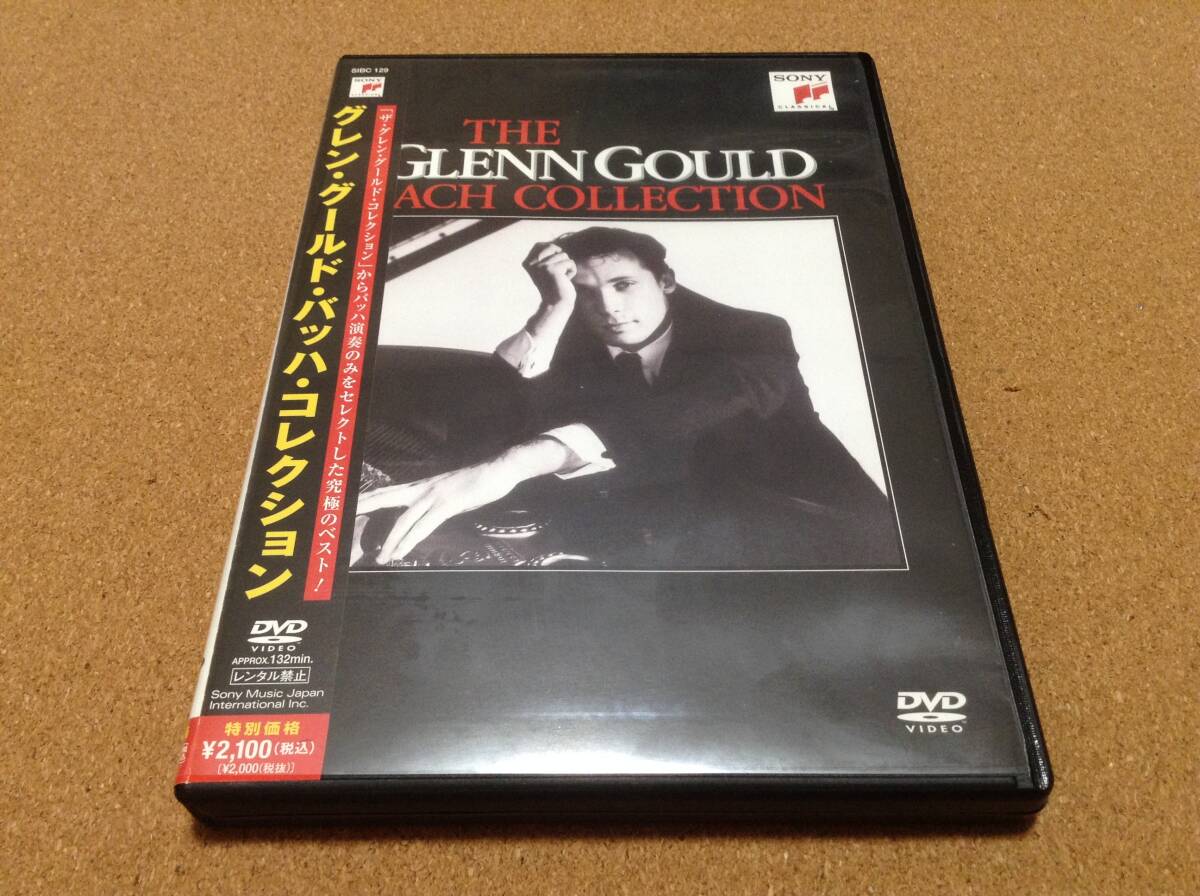 SIBC 129
SONY
CLASSICAL
グレン・グールド・バッハ・コレクション
「ザ・グレン・グールド・コレクション」からバッハ演奏のみをセレクトした究極のベスト!
DVD
VIDEO
APPROX.132min.
レンタル禁止
Sony Music Japan
International Inc.
特別価格
¥2,100(税込)
[¥2,000(税抜)]
SONY
CLASSICAL
THE
GLENN GOULD
ACH COLLECTION
DVD
VIDEO